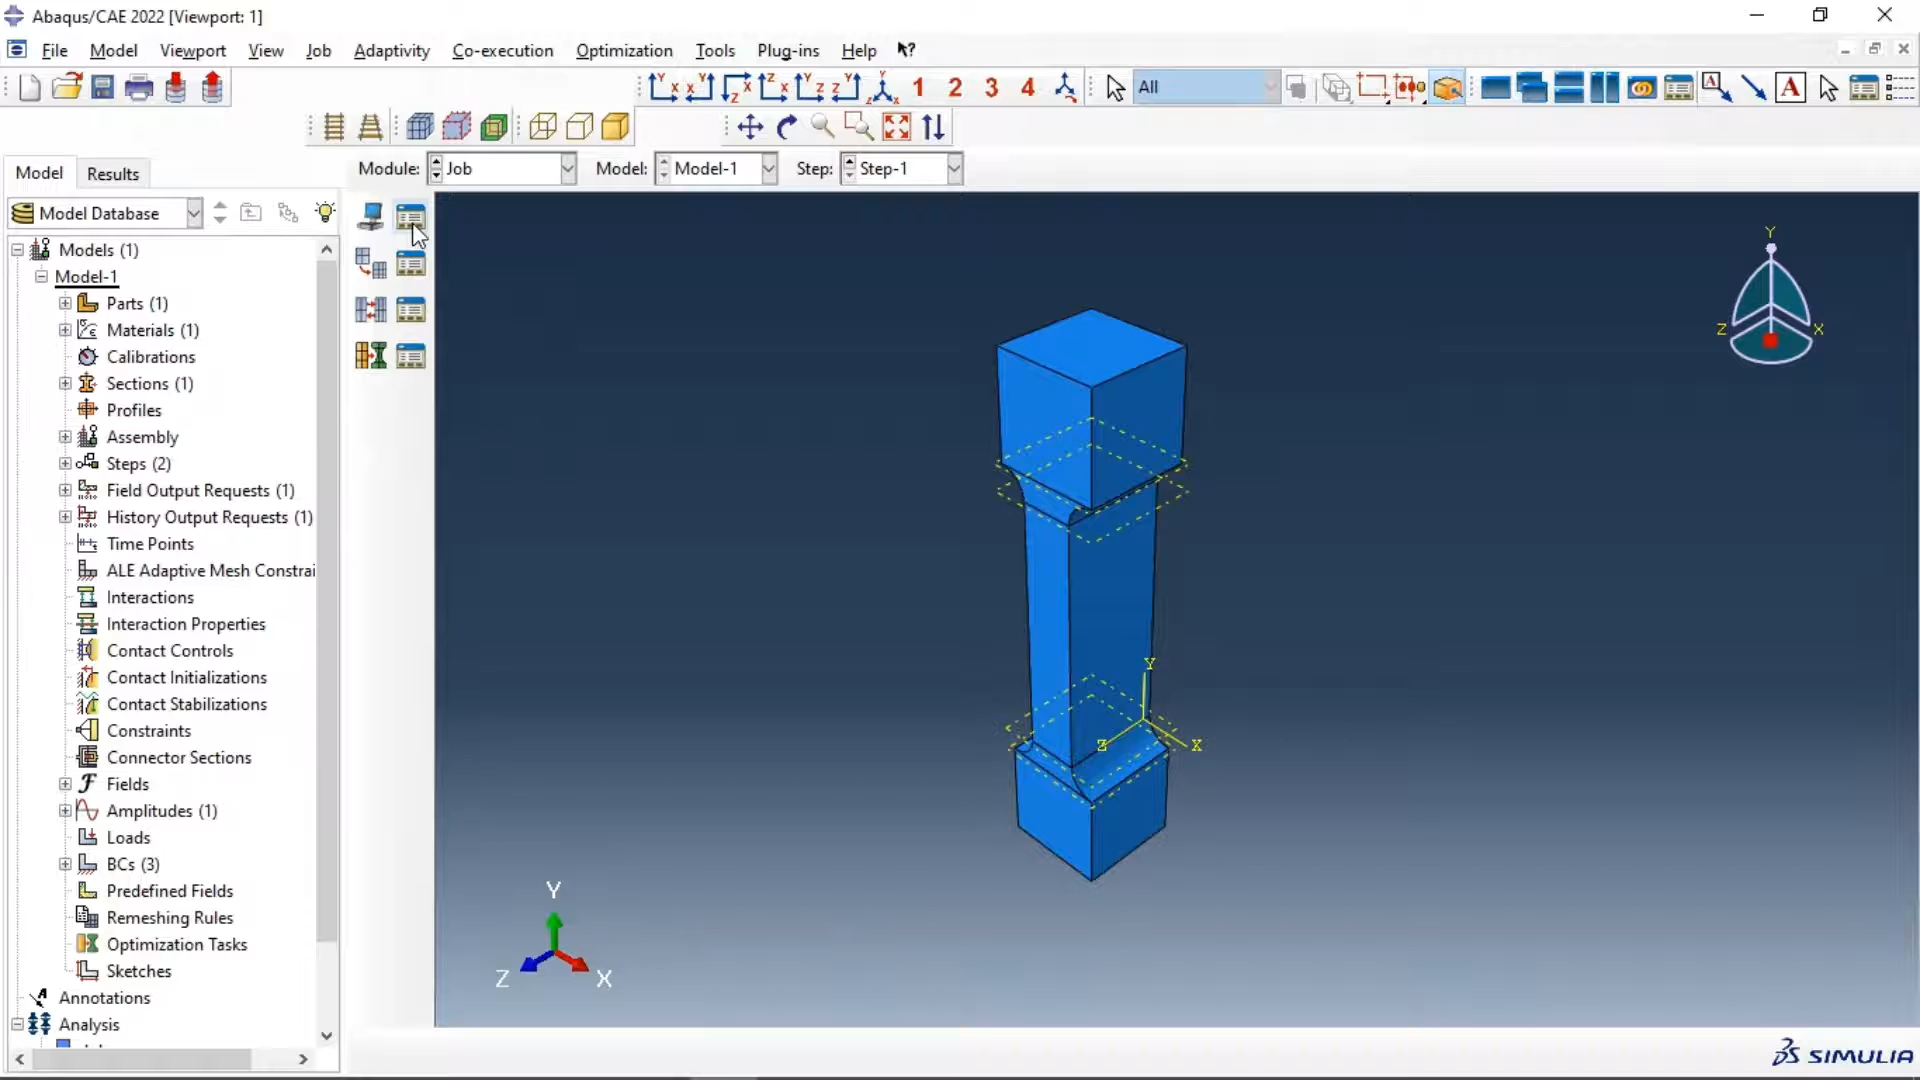 Abaqus/CAE 2022 [Viewport: 1]
File Model Viewport View Job Adaptivity Co-execution Optimization Tools Plug-ins Help
1 2 3 4 All A A
Model Results Module: Job Model: Model-1 Step: Step-1
Model Database
Models (1)
Model-1
Parts (1)
Materials (1)
Calibrations
Sections (1)
Profiles
Assembly
Steps (2)
Field Output Requests (1)
History Output Requests (1)
Time Points
ALE Adaptive Mesh Constrai
Interactions
Interaction Properties
Contact Controls
Contact Initializations
Contact Stabilizations
Constraints
Connector Sections
Fields
Amplitudes (1)
Loads
BCs (3)
Predefined Fields
Remeshing Rules
Optimization Tasks
Sketches
Annotations
Analysis
Y
Z X
Y
Z X
Y
Z X
SIMULIA